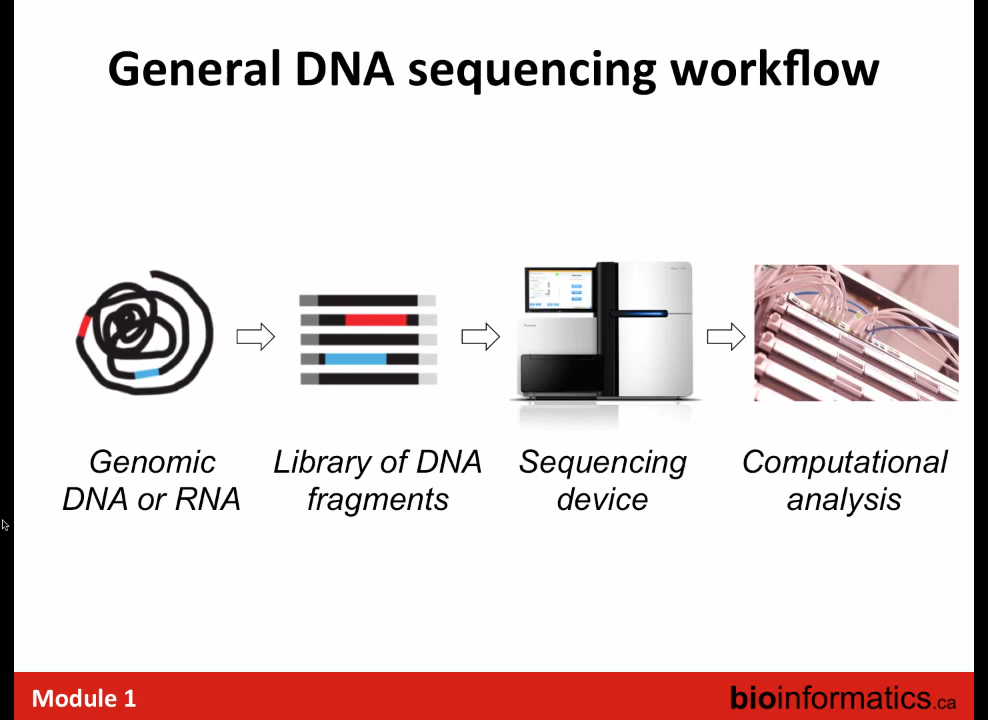 General DNA sequencing workflow
Genomic
DNA or RNA
Library of DNA
fragments
Sequencing
device
Computational
analysis
Module 1
bioinformatics.ca